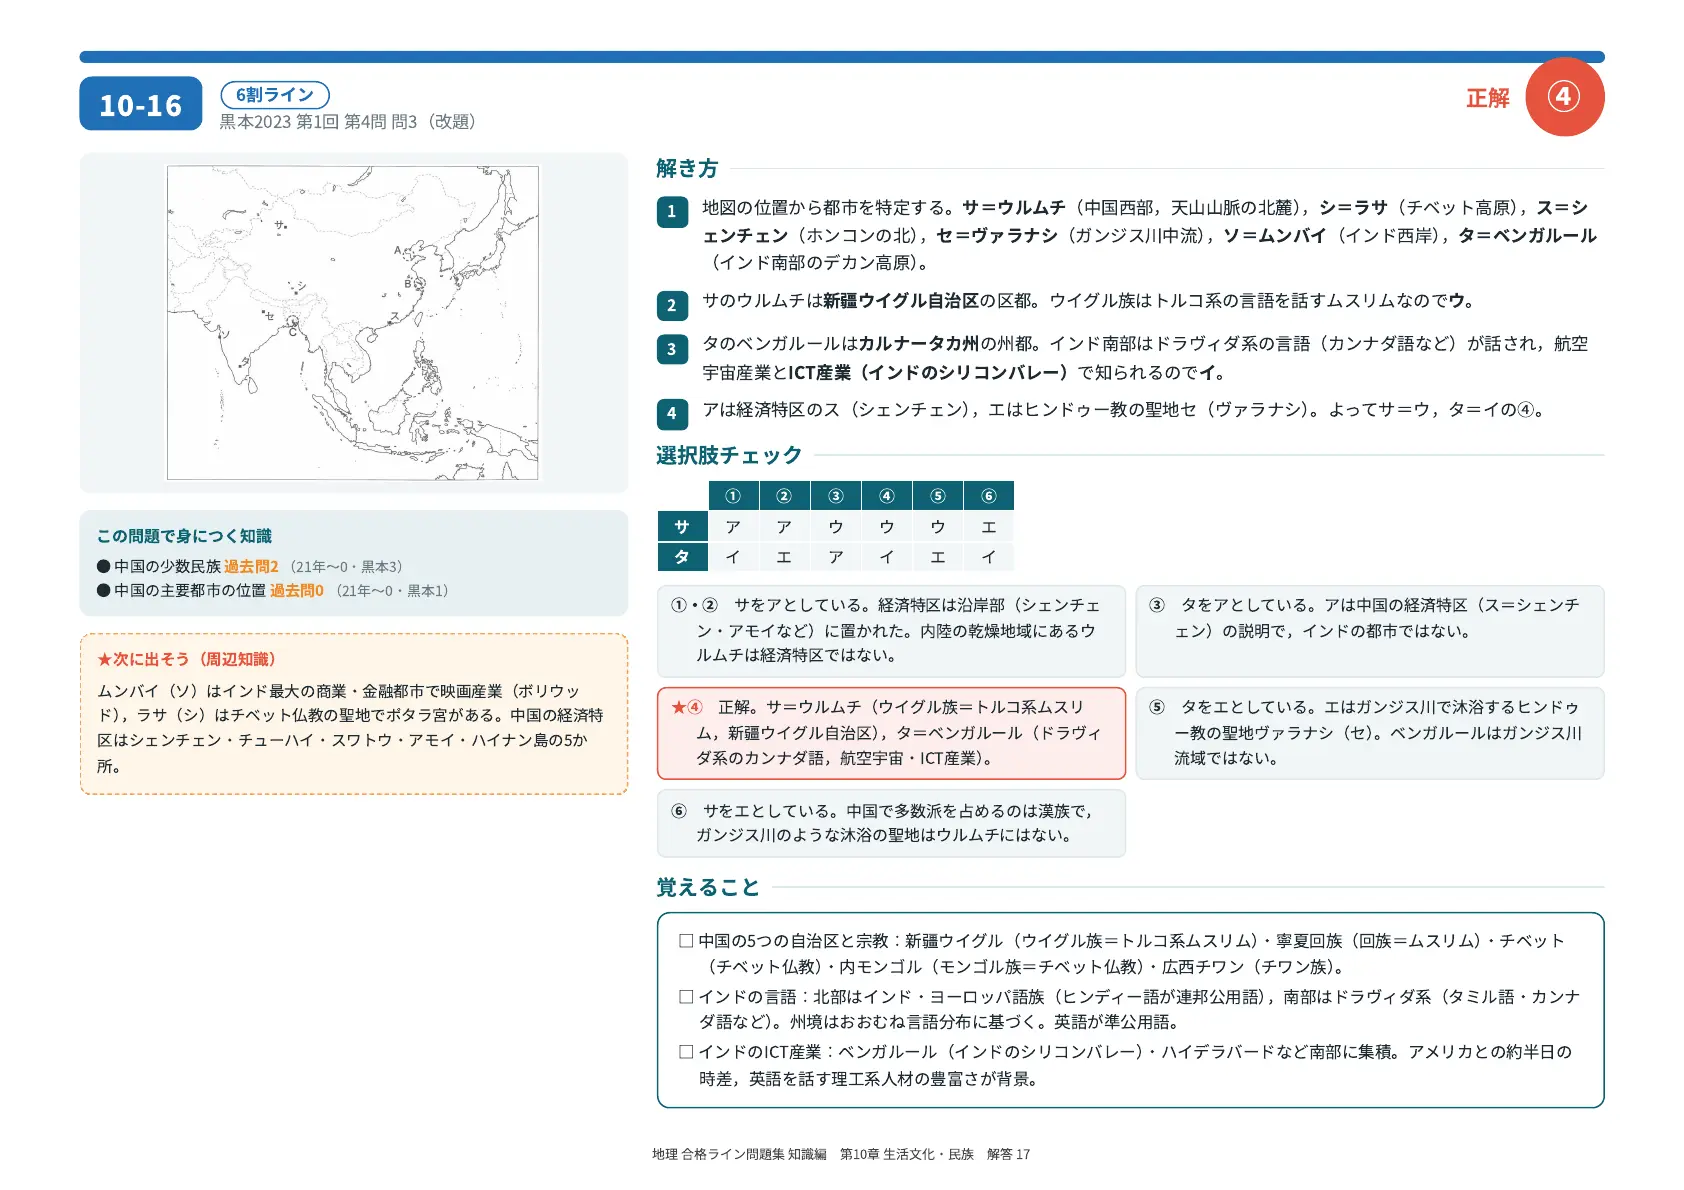 10-16
6割ライン
黒本2023 第1回 第4問 問3（改題）
正解 ④
サ
A
B
シ
セ
C
ス
ソ
この問題で身につく知識
●中国の少数民族 過去問2（21年〜0・黒本3）
●中国の主要都市の位置 過去問0（21年〜0・黒本1）
★次に出そう（周辺知識）
ムンバイ（ソ）はインド最大の商業・金融都市で映画産業（ボリウッ
ド），ラサ（シ）はチベット仏教の聖地でポタラ宮がある。中国の経済特
区はシェンチェン・チューハイ・スワトウ・アモイ・ハイナン島の5か
所。
解き方
1 地図の位置から都市を特定する。サ＝ウルムチ（中国西部，天山山脈の北麓），シ＝ラサ（チベット高原），ス＝シ
ェンチェン（ホンコンの北），セ＝ヴァラナシ（ガンジス川中流），ソ＝ムンバイ（インド西岸），タ＝ベンガルール
（インド南部のデカン高原）。
2 サのウルムチは新疆ウイグル自治区の区都。ウイグル族はトルコ系の言語を話すムスリムなのでウ。
3 タのベンガルールはカルナータカ州の州都。インド南部はドラヴィダ系の言語（カンナダ語など）が話され，航空
宇宙産業とICT産業（インドのシリコンバレー）で知られるのでイ。
4 アは経済特区のス（シェンチェン），エはヒンドゥー教の聖地セ（ヴァラナシ）。よってサ＝ウ，タ＝イの④。
選択肢チェック
① ② ③ ④ ⑤ ⑥
サ ア ア ウ ウ ウ エ
タ イ エ ア イ エ イ
①・② サをアとしている。経済特区は沿岸部（シェンチェ
ン・アモイなど）に置かれた。内陸の乾燥地域にあるウ
ルムチは経済特区ではない。
③ タをアとしている。アは中国の経済特区（ス＝シェンチ
ェン）の説明で，インドの都市ではない。
★④ 正解。サ＝ウルムチ（ウイグル族＝トルコ系ムスリ
ム，新疆ウイグル自治区），タ＝ベンガルール（ドラヴィ
ダ系のカンナダ語，航空宇宙・ICT産業）。
⑤ タをエとしている。エはガンジス川で沐浴するヒンドゥ
ー教の聖地ヴァラナシ（セ）。ベンガルールはガンジス川
流域ではない。
⑥ サをエとしている。中国で多数派を占めるのは漢族で，
ガンジス川のような沐浴の聖地はウルムチにはない。
覚えること
□ 中国の5つの自治区と宗教：新疆ウイグル（ウイグル族＝トルコ系ムスリム）・寧夏回族（回族＝ムスリム）・チベット
（チベット仏教）・内モンゴル（モンゴル族＝チベット仏教）・広西チワン（チワン族）。
□ インドの言語：北部はインド・ヨーロッパ語族（ヒンディー語が連邦公用語），南部はドラヴィダ系（タミル語・カンナ
ダ語など）。州境はおおむね言語分布に基づく。英語が準公用語。
□ インドのICT産業：ベンガルール（インドのシリコンバレー）・ハイデラバードなど南部に集積。アメリカとの約半日の
時差，英語を話す理工系人材の豊富さが背景。
地理 合格ライン問題集 知識編 第10章 生活文化・民族 解答 17